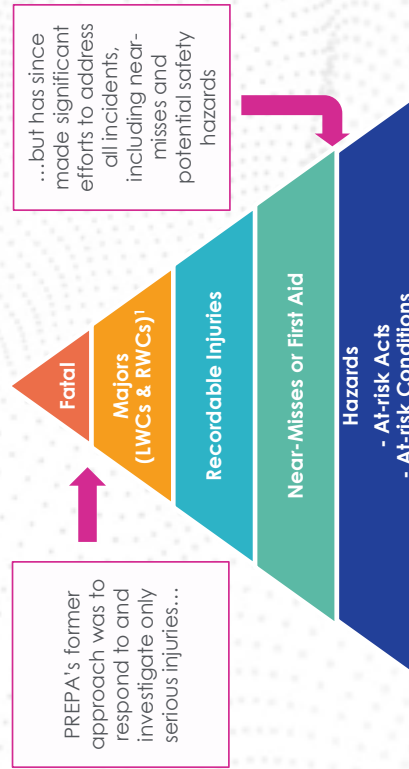 PREPA's former
approach was to
respond to and
investigate only
serious injuries…
…but has since
made significant
efforts to address
all incidents,
including near-
misses and
potential safety
hazards
Fatal
Majors
(LWCs & RWCs)¹
Recordable Injuries
Near-Misses or First Aid
Hazards
- At-risk Acts
- At-risk Conditions